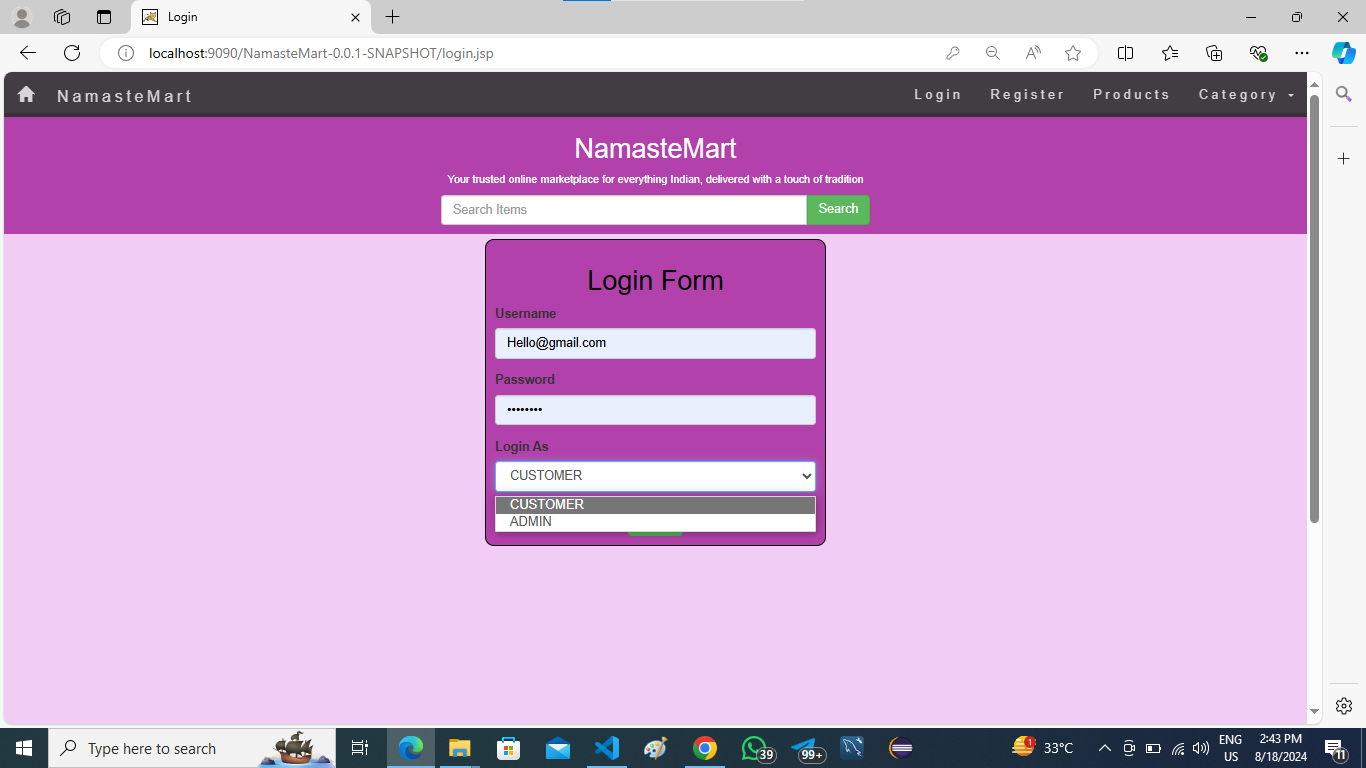 Login
localhost:9090/NamasteMart-0.0.1-SNAPSHOT/login.jsp
NamasteMart
Login Register Products Category
NamasteMart
Your trusted online marketplace for everything Indian, delivered with a touch of tradition
Search Items Search
Login Form
Username
Hello@gmail.com
Password
••••••••
Login As
CUSTOMER
CUSTOMER
ADMIN
Type here to search
39
99+
1
33°C
ENG
US
2:43 PM
8/18/2024
11